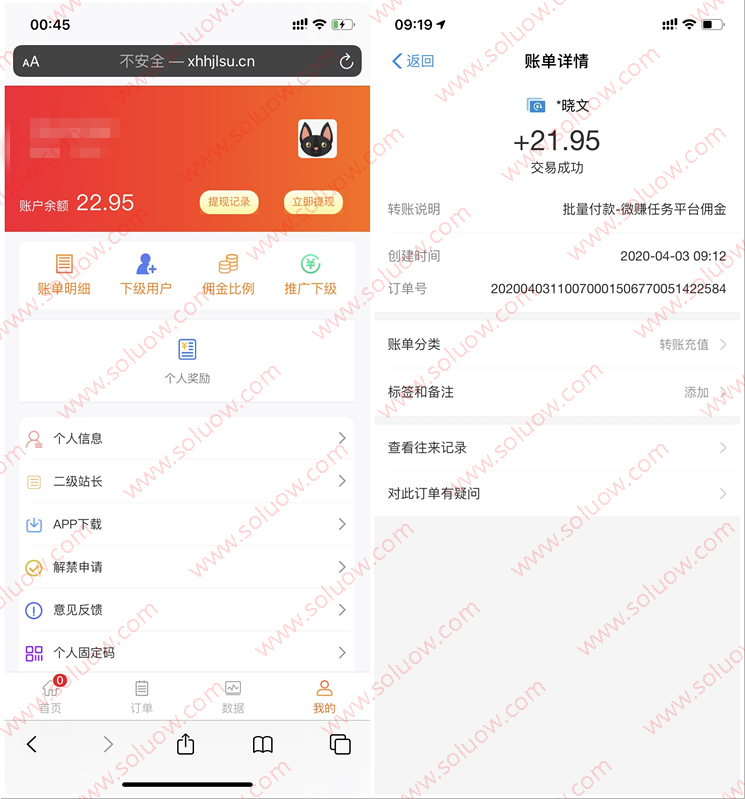 00:45
AA 不安全 — xhhjlsu.cn
账户余额 22.95
提现记录
立即提现
账单明细
下级用户
佣金比例
推广下级
个人奖励
个人信息
二级站长
APP下载
解禁申请
意见反馈
个人固定码
0
首页
订单
数据
我的
09:19
返回
账单详情
*晓文
+21.95
交易成功
转账说明 批量付款-微赚任务平台佣金
创建时间 2020-04-03 09:12
订单号 20200403110070001506770051422584
账单分类 转账充值
标签和备注 添加
查看往来记录
对此订单有疑问
www.soluow.com